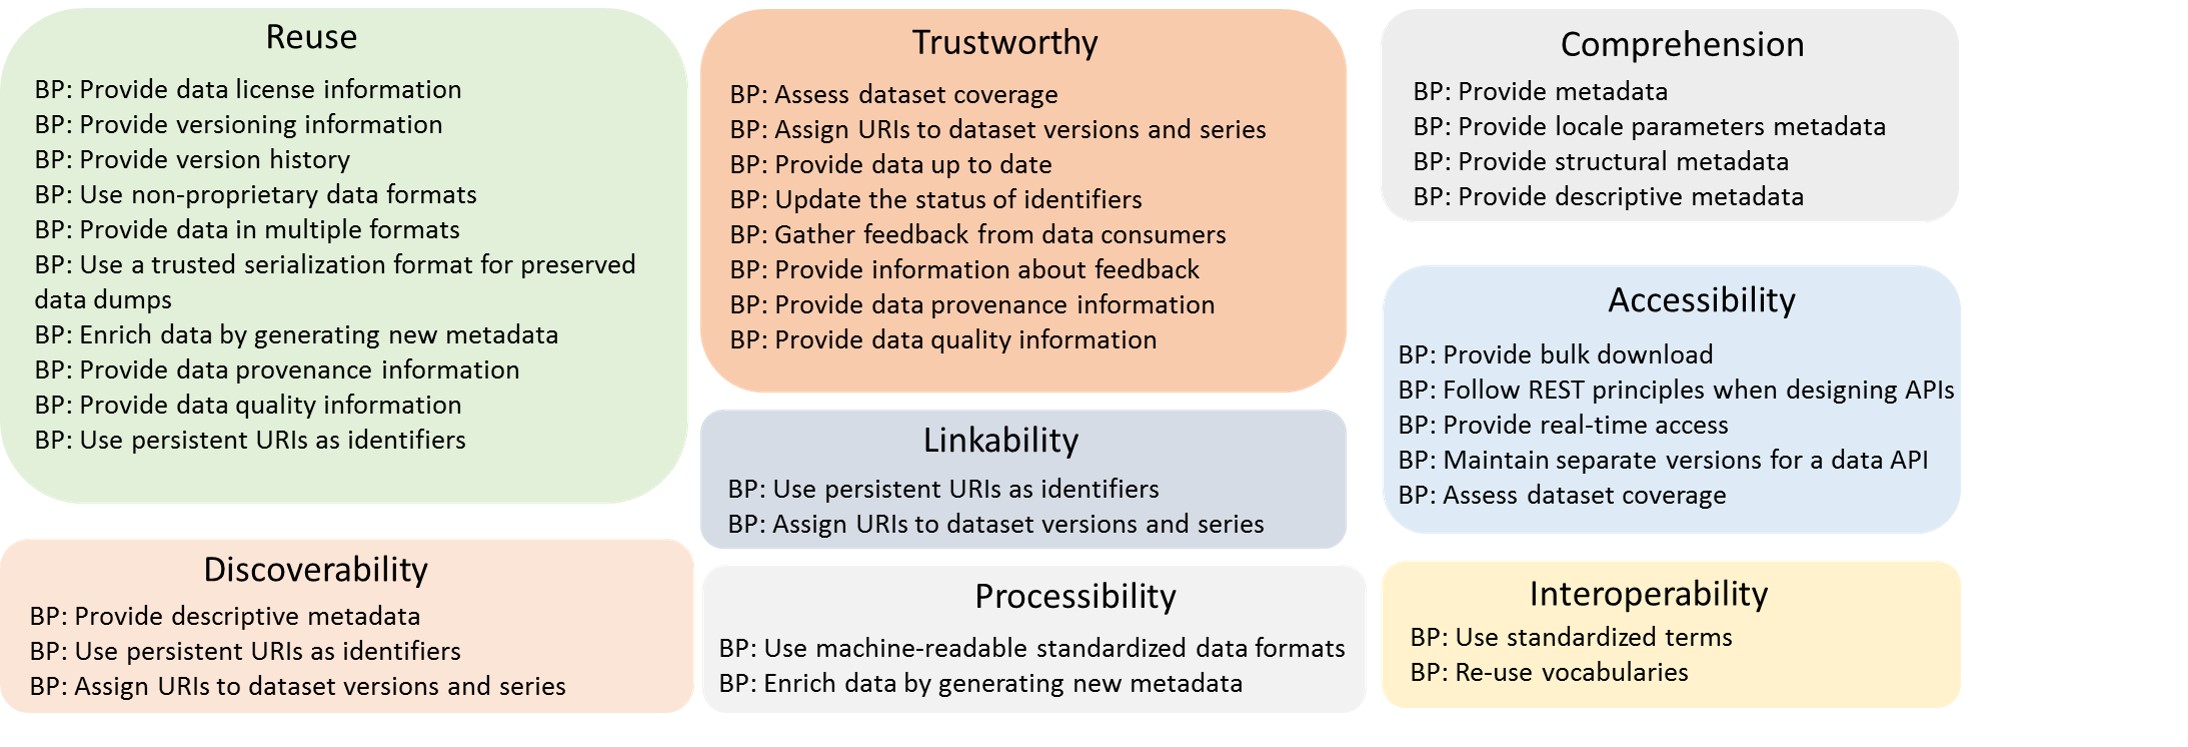 Reuse
BP: Provide data license information
BP: Provide versioning information
BP: Provide version history
BP: Use non-proprietary data formats
BP: Provide data in multiple formats
BP: Use a trusted serialization format for preserved
data dumps
BP: Enrich data by generating new metadata
BP: Provide data provenance information
BP: Provide data quality information
BP: Use persistent URIs as identifiers
Discoverability
BP: Provide descriptive metadata
BP: Use persistent URIs as identifiers
BP: Assign URIs to dataset versions and series
Trustworthy
BP: Assess dataset coverage
BP: Assign URIs to dataset versions and series
BP: Provide data up to date
BP: Update the status of identifiers
BP: Gather feedback from data consumers
BP: Provide information about feedback
BP: Provide data provenance information
BP: Provide data quality information
Linkability
BP: Use persistent URIs as identifiers
BP: Assign URIs to dataset versions and series
Processibility
BP: Use machine-readable standardized data formats
BP: Enrich data by generating new metadata
Comprehension
BP: Provide metadata
BP: Provide locale parameters metadata
BP: Provide structural metadata
BP: Provide descriptive metadata
Accessibility
BP: Provide bulk download
BP: Follow REST principles when designing APIs
BP: Provide real-time access
BP: Maintain separate versions for a data API
BP: Assess dataset coverage
Interoperability
BP: Use standardized terms
BP: Re-use vocabularies